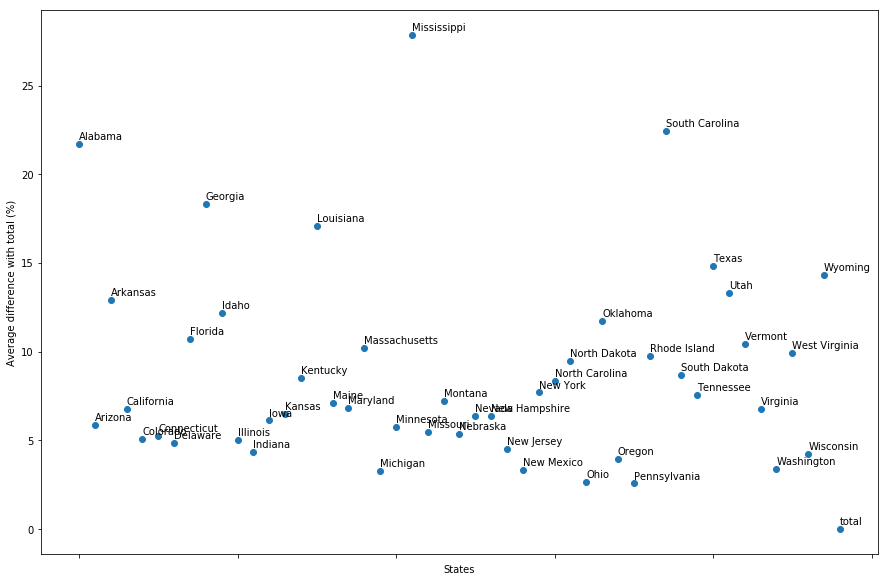 Mississippi
25
South Carolina
Alabama
20
Georgia
Louisiana
15
Texas
Wyoming
Utah
Arkansas
Idaho
Oklahoma
Florida
Vermont
Massachusetts
West Virginia
10
Rhode Island
North Dakota
South Dakota
Kentucky
North Carolina
New York
Tennessee
Montana
Maine
Maryland
California
Virginia
Kansas
Nevada
New Hampshire
Iowa
Arizona
Minnesota
Missouri
Nebraska
Connecticut
Colorado
Delaware
5
Illinois
Indiana
New Jersey
Wisconsin
Oregon
Michigan
New Mexico
Washington
Ohio
Pennsylvania
total
0
Average difference with total (%)
States